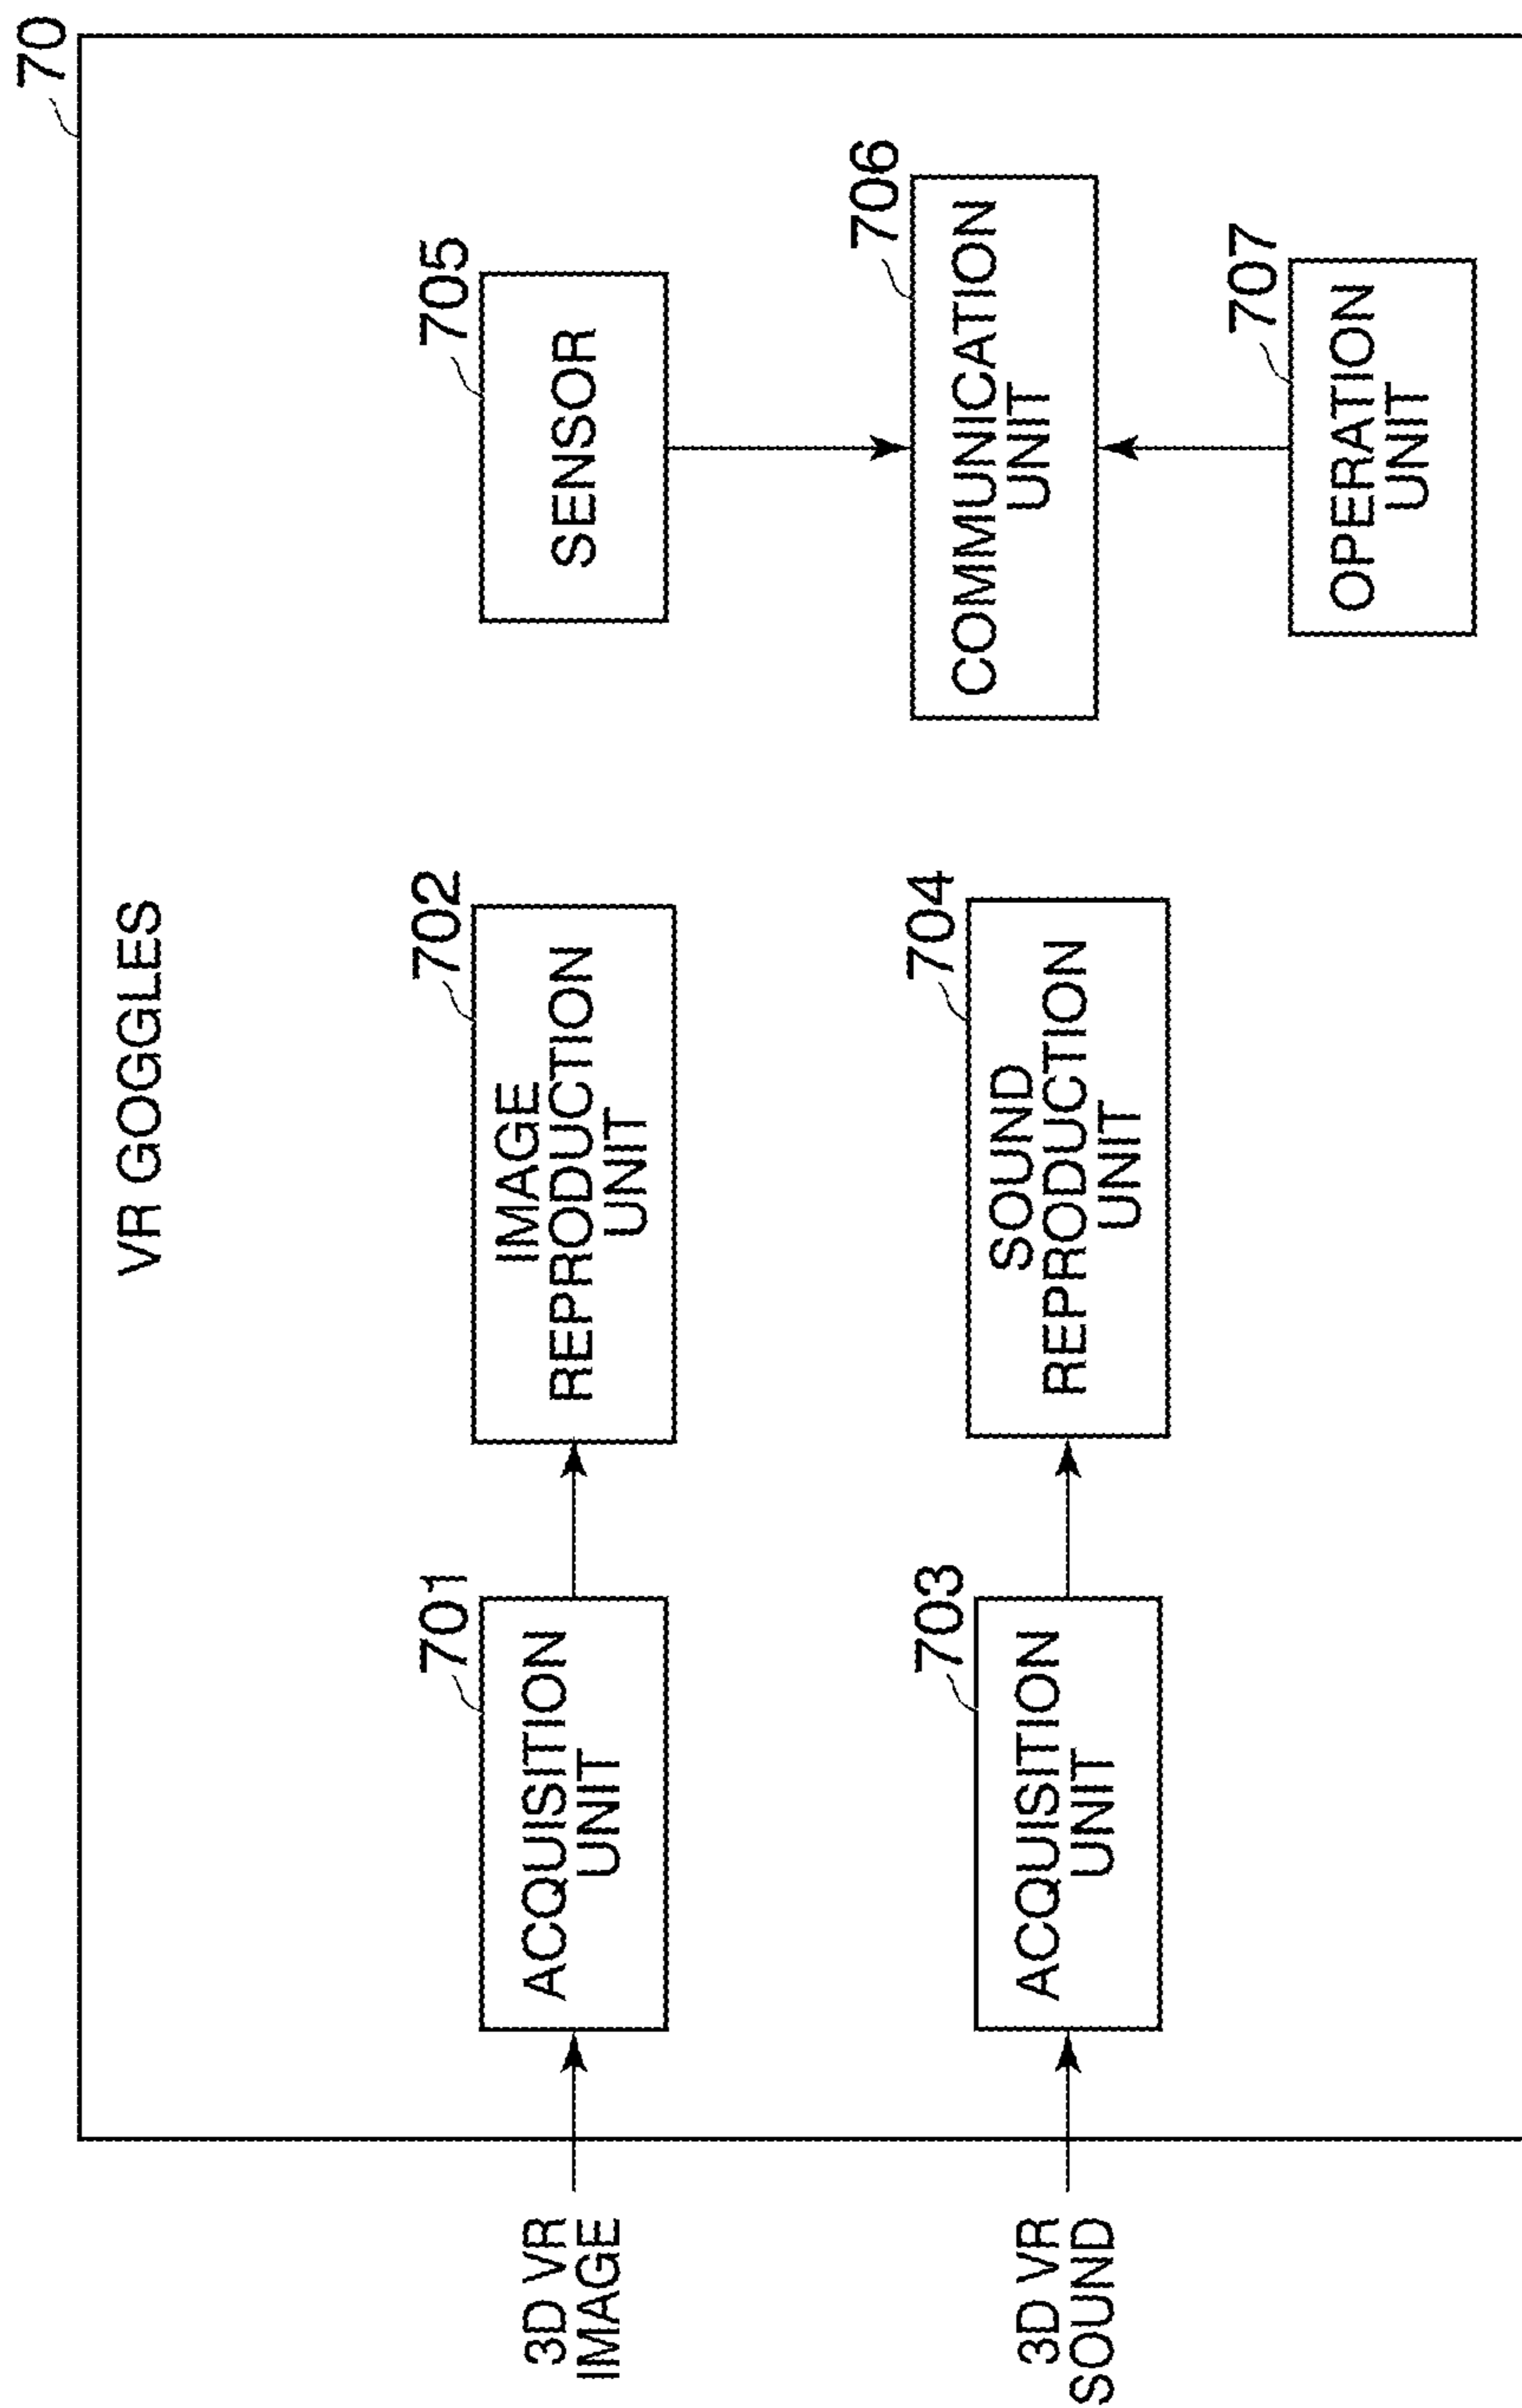 70
VR GOGGLES
3D VR
IMAGE
701
ACQUISITION
UNIT
702
IMAGE
REPRODUCTION
UNIT
705
SENSOR
3D VR
SOUND
703
ACQUISITION
UNIT
704
SOUND
REPRODUCTION
UNIT
706
COMMUNICATION
UNIT
707
OPERATION
UNIT